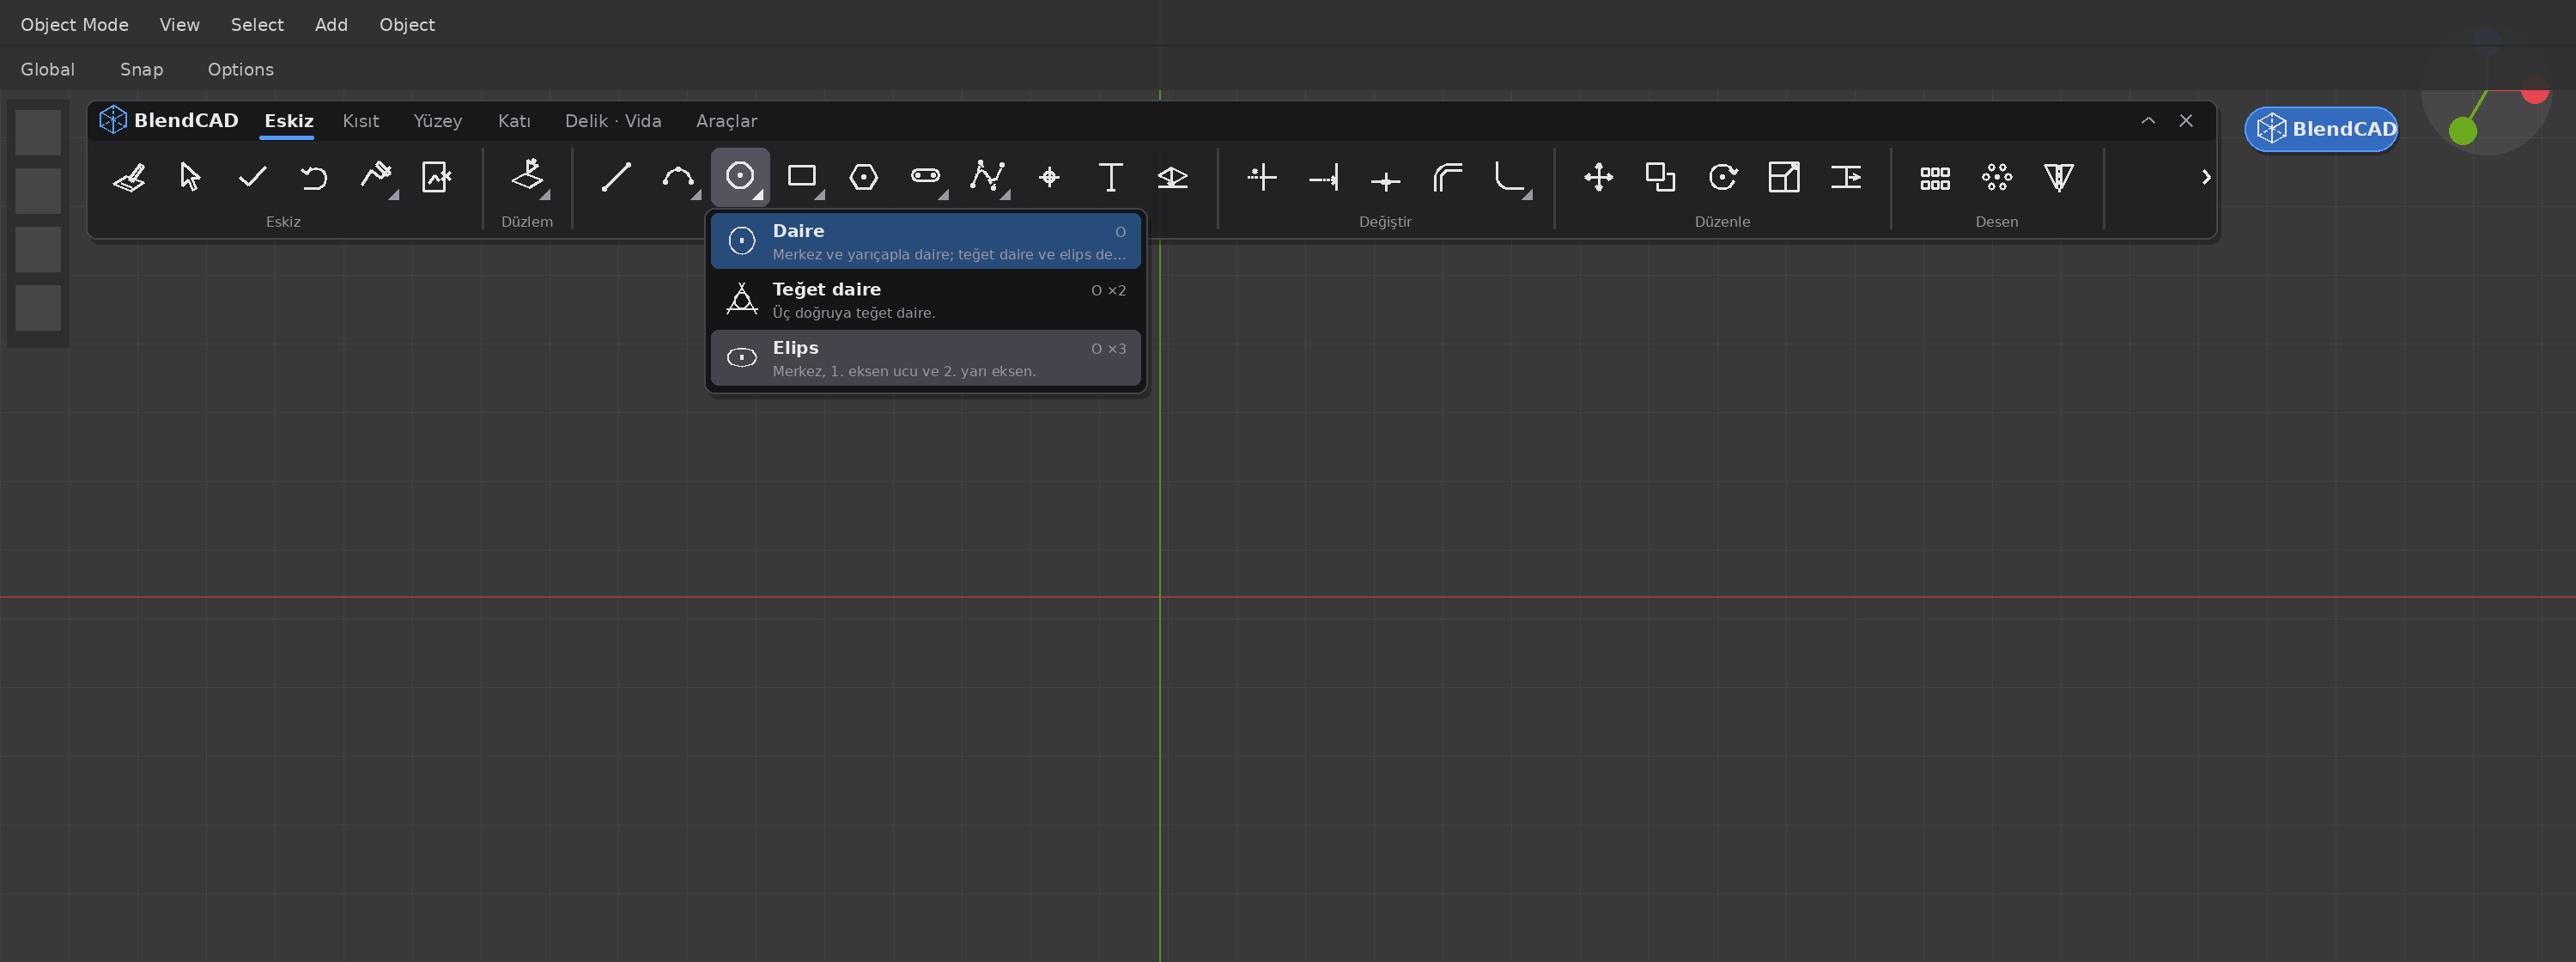 Object Mode View Select Add Object
Global Snap Options
BlendCAD Eskiz Kısıt Yüzey Katı Delik · Vida Araçlar
BlendCAD
Eskiz Düzlem Değiştir Düzenle Desen
Daire O
Merkez ve yarıçapla daire; teğet daire ve elips de...
Teğet daire O ×2
Üç doğruya teğet daire.
Elips O ×3
Merkez, 1. eksen ucu ve 2. yarı eksen.